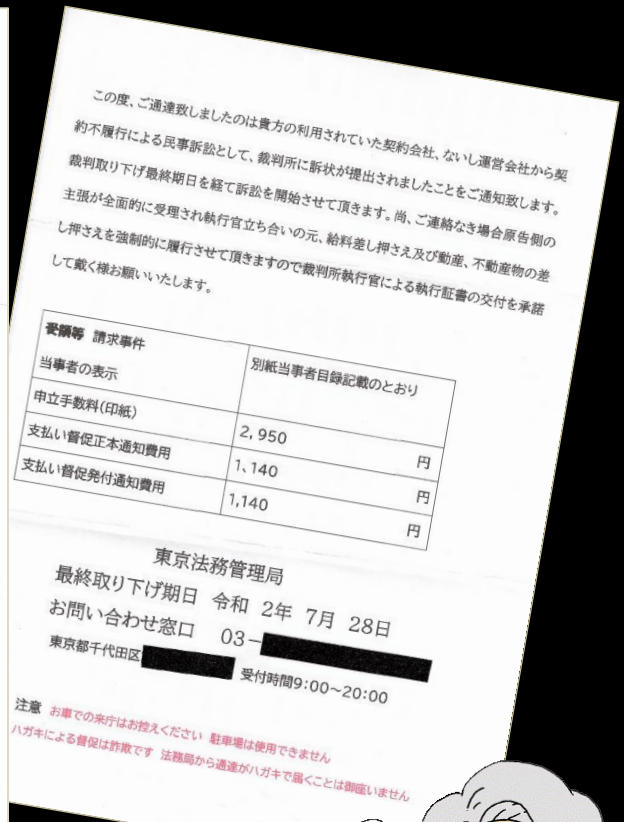 この度、ご通達致しましたのは貴方の利用されていた契約会社、ないし運営会社から契
約不履行による民事訴訟として、裁判所に訴状が提出されましたことをご通知致します。
裁判取り下げ最終期日を経て訴訟を開始させて頂きます。尚、ご連絡なき場合原告側の
主張が全面的に受理され執行官立ち合いの元、給料差し押さえ及び動産、不動産物の差
し押さえを強制的に履行させて頂きますので裁判所執行官による執行証書の交付を承諾
して戴く様お願いいたします。
受領等 請求事件
当事者の表示 別紙当事者目録記載のとおり
申立手数料(印紙) 2,950 円
支払い督促正本通知費用 1、140 円
支払い督促発付通知費用 1,140 円
東京法務管理局
最終取り下げ期日 令和 2年 7月 28日
お問い合わせ窓口 03−
東京都千代田区 受付時間9:00~20:00
注意 お車での来庁はお控えください 駐車場は使用できません
ハガキによる督促は詐欺です 法務局から通達がハガキで届くことは御座いません